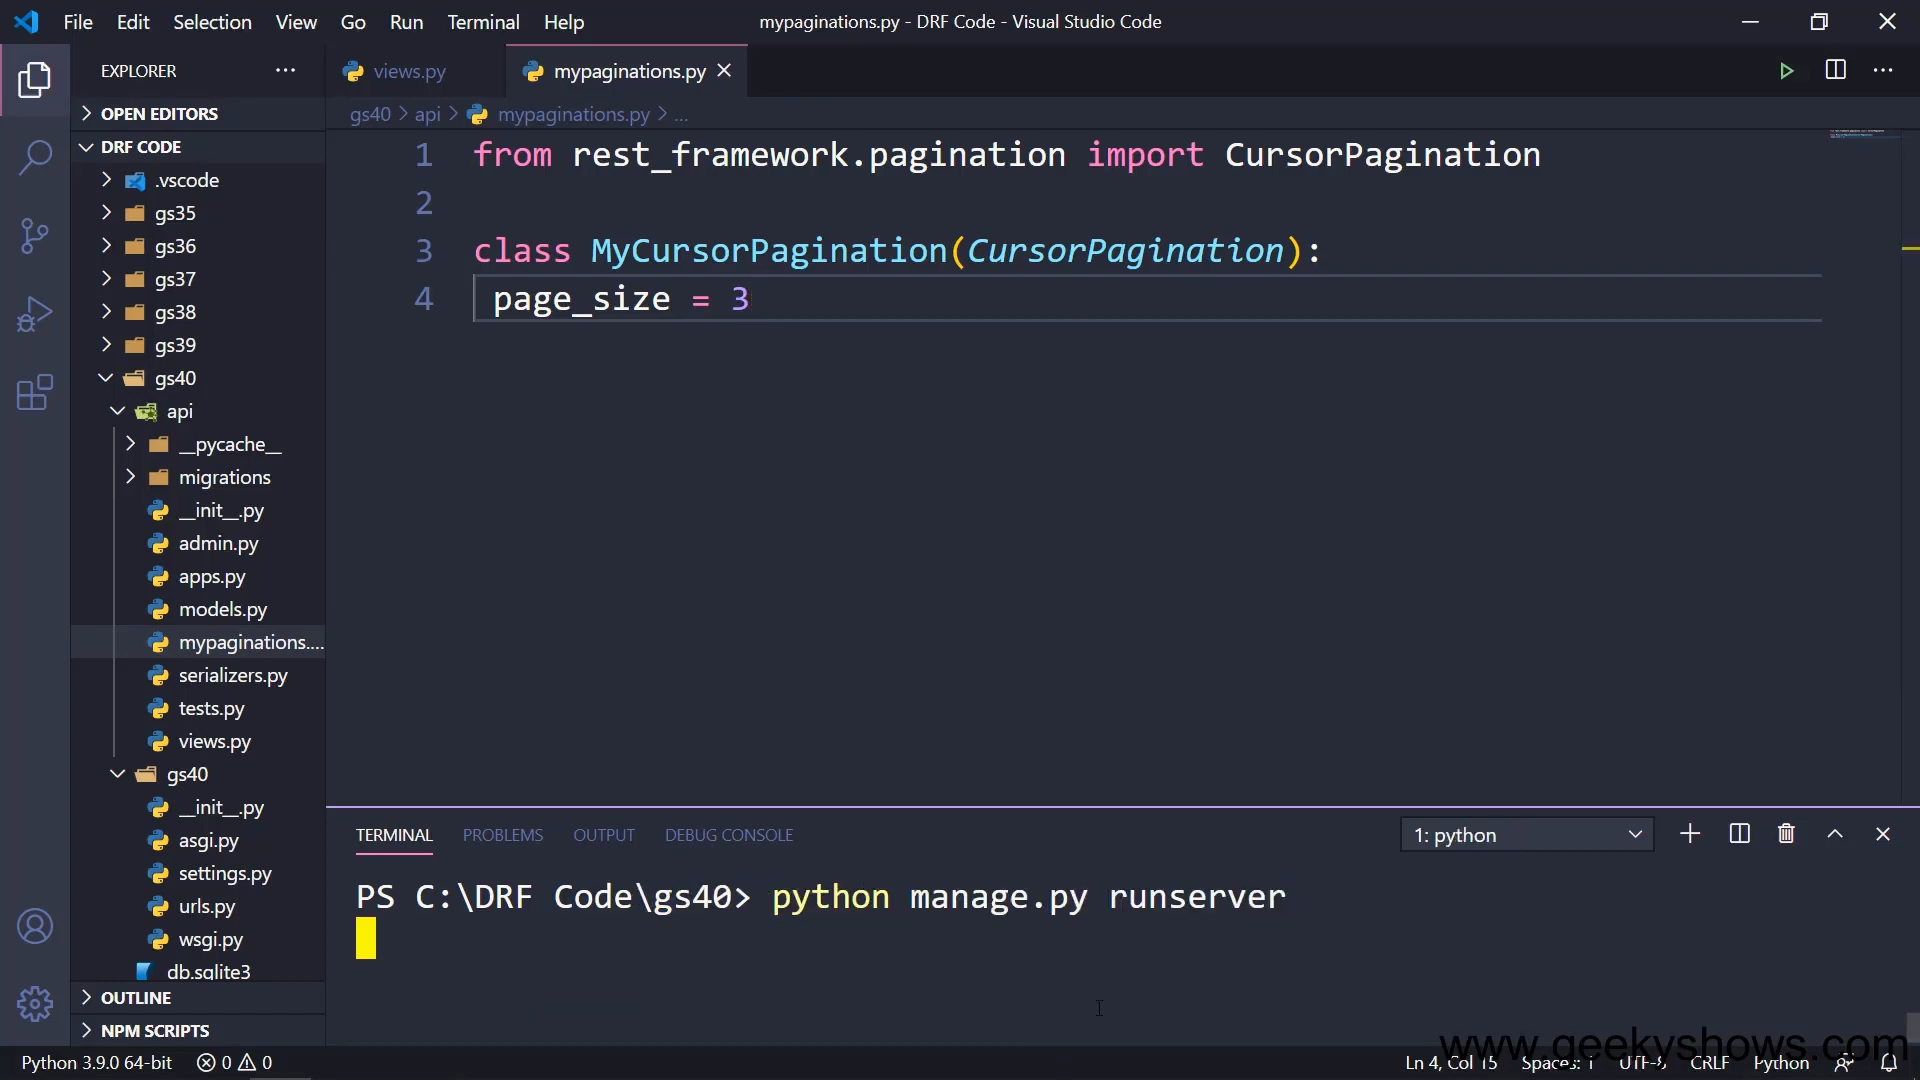 File Edit Selection View Go Run Terminal Help mypaginations.py - DRF Code - Visual Studio Code
EXPLORER
views.py mypaginations.py
OPEN EDITORS
gs40 > api > mypaginations.py > ...
DRF CODE
.vscode
gs35
gs36
gs37
gs38
gs39
gs40
api
__pycache__
migrations
__init__.py
admin.py
apps.py
models.py
mypaginations....
serializers.py
tests.py
views.py
gs40
__init__.py
asgi.py
settings.py
urls.py
wsgi.py
db.sqlite3
OUTLINE
NPM SCRIPTS
1 from rest_framework.pagination import CursorPagination
2
3 class MyCursorPagination(CursorPagination):
4 page_size = 3
TERMINAL PROBLEMS OUTPUT DEBUG CONSOLE 1: python
PS C:\DRF Code\gs40> python manage.py runserver
www.geekyshows.com
Python 3.9.0 64-bit 0 0 Ln 4, Col 15 Spaces: 1 UTF-8 CRLF Python